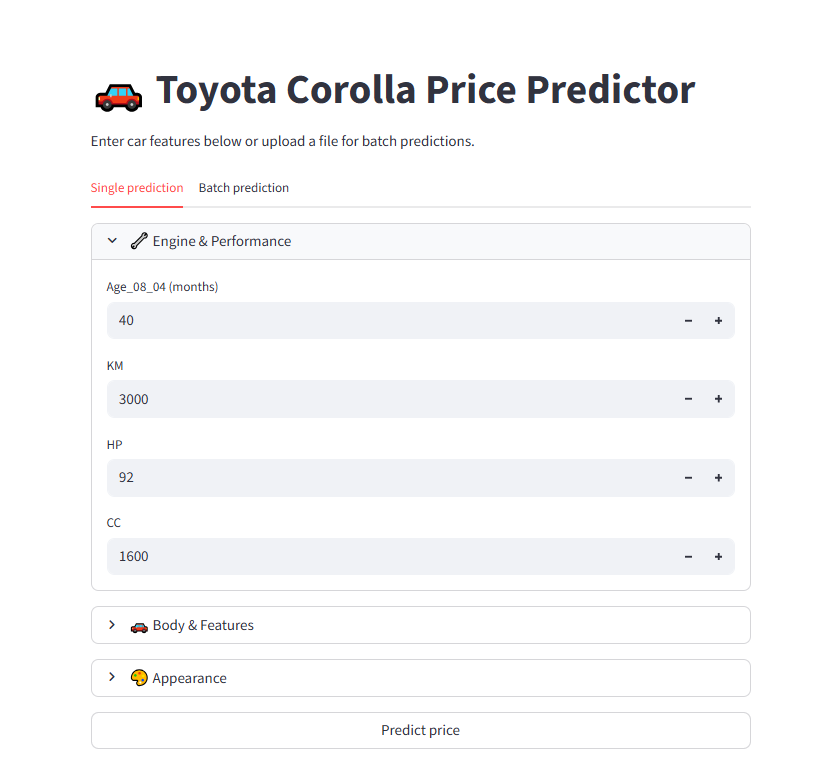 Toyota Corolla Price Predictor
Enter car features below or upload a file for batch predictions.
Single prediction Batch prediction
Engine & Performance
Age_08_04 (months)
40
KM
3000
HP
92
CC
1600
Body & Features
Appearance
Predict price